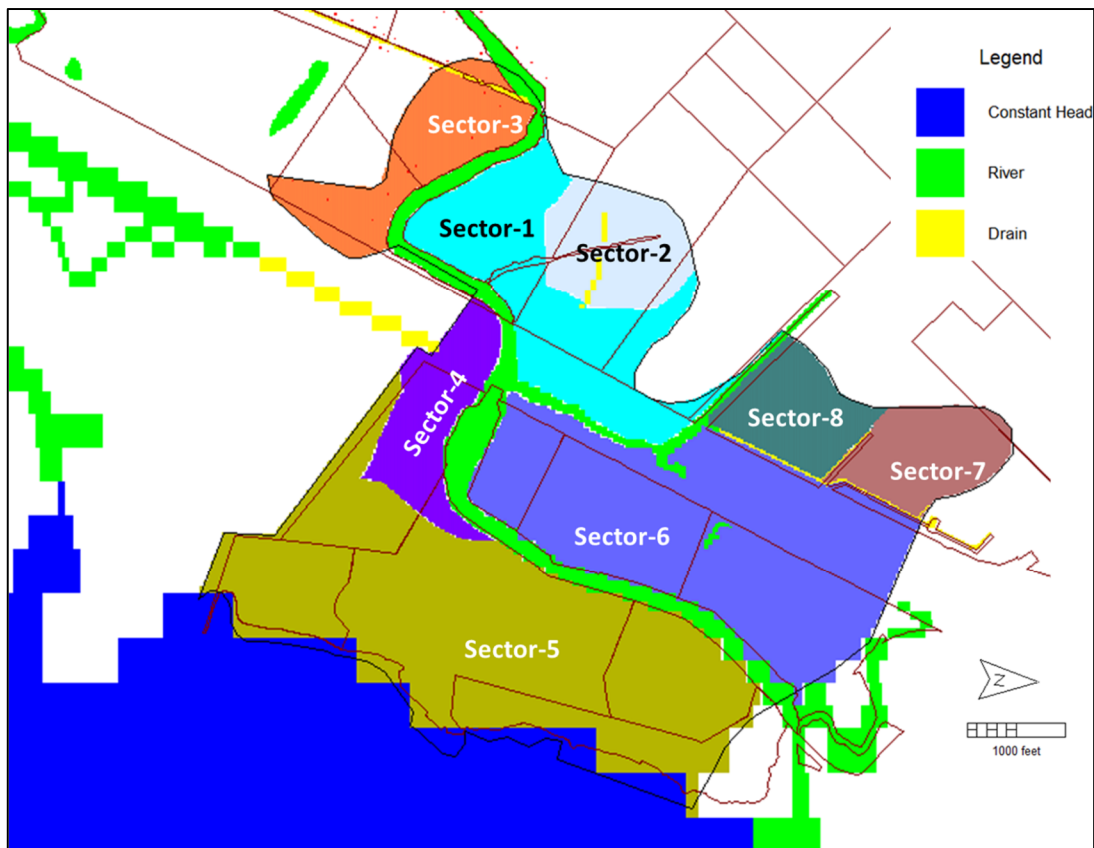 Legend
Constant Head
River
Drain
Sector-3
Sector-1
Sector-2
Sector-4
Sector-8
Sector-7
Sector-6
Sector-5
N
1000 feet